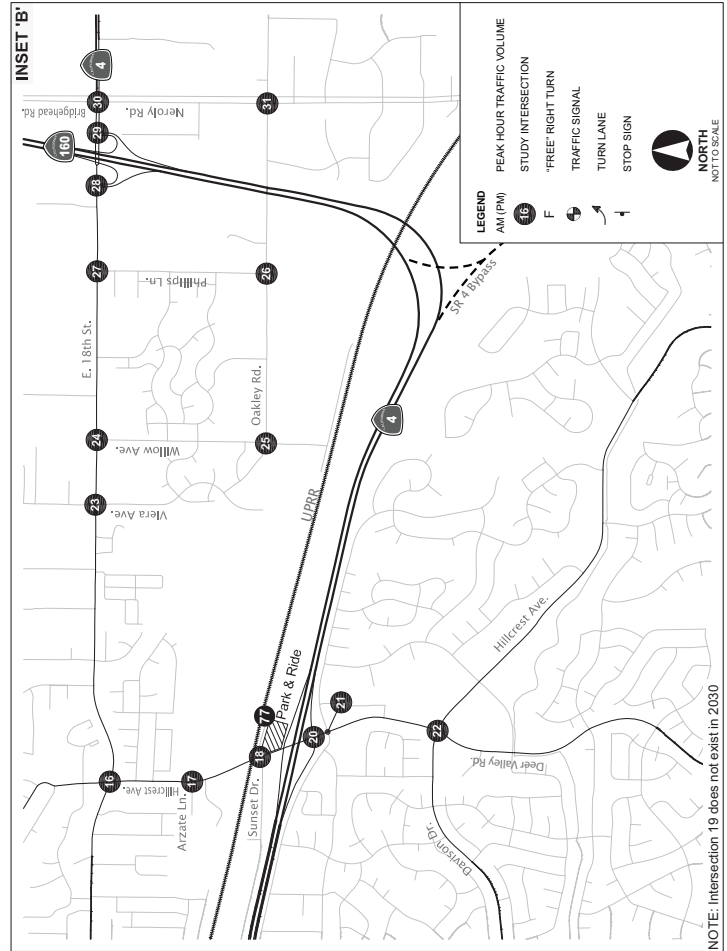 INSET 'B'
4
Bridgehead Rd.
30
29
160
28
Neroly Rd.
31
27
Phillips Ln.
26
E. 18th St.
Oakley Rd.
24
Willow Ave.
25
23
Viera Ave.
SR 4 Bypass
4
UPRR
Hillcrest Ave.
77
Park & Ride
21
20
18
22
16
Hillcrest Ave.
17
Arzate Ln.
Sunset Dr.
Deer Valley Rd.
Davison Dr.
LEGEND
AM (PM) PEAK HOUR TRAFFIC VOLUME
16 STUDY INTERSECTION
F "FREE" RIGHT TURN
TRAFFIC SIGNAL
TURN LANE
STOP SIGN
NORTH
NOT TO SCALE
NOTE: Intersection 19 does not exist in 2030